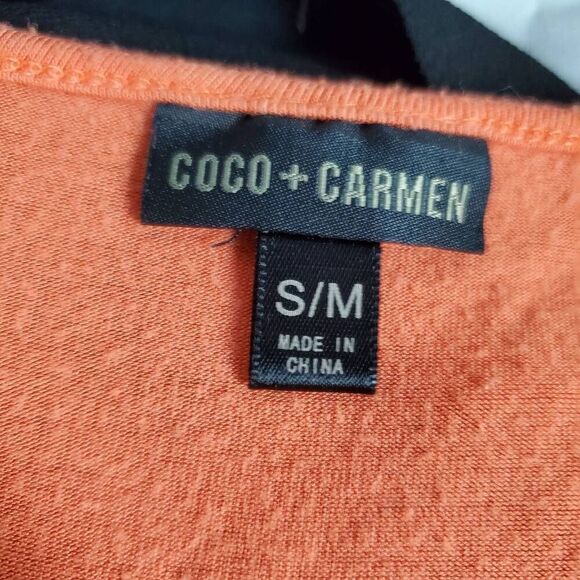 COCO + CARMEN
S/M
MADE IN
CHINA